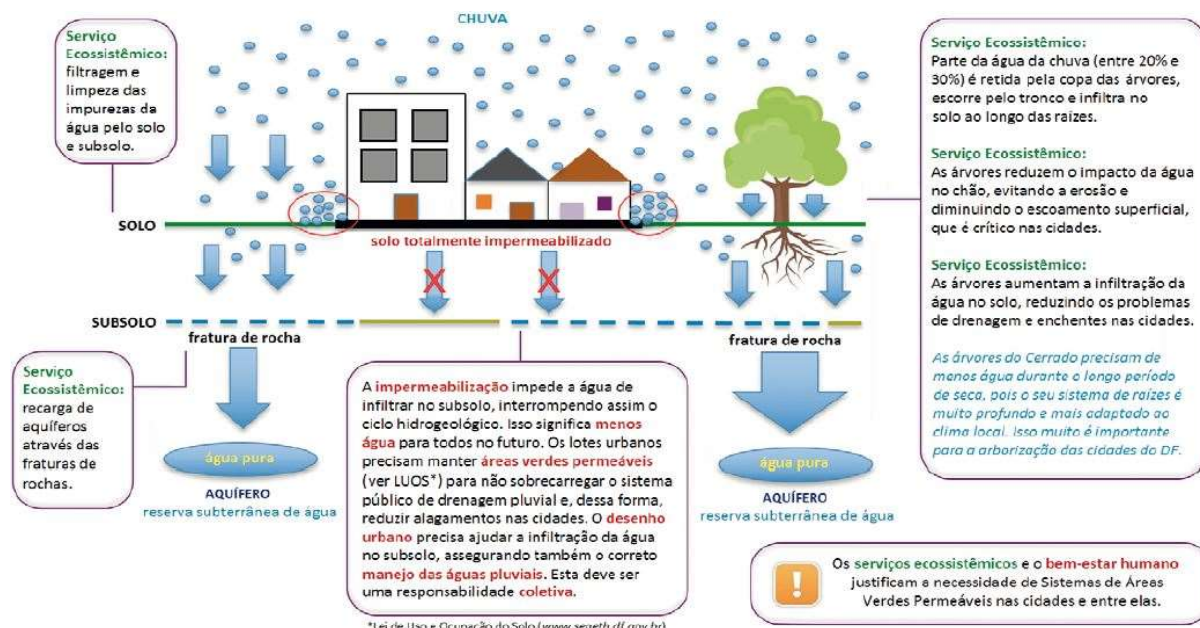 CHUVA
Serviço
Ecossistêmico:
filtragem e
limpeza das
impurezas da
água pelo solo
e subsolo.
SOLO
solo totalmente impermeabilizado
SUBSOLO
fratura de rocha
fratura de rocha
Serviço
Ecossistêmico:
recarga de
aquíferos
através das
fraturas de
rochas.
água pura
AQUÍFERO
reserva subterrânea de água
A impermeabilização impede a água de
infiltrar no subsolo, interrompendo assim o
ciclo hidrogeológico. Isso significa menos
água para todos no futuro. Os lotes urbanos
precisam manter áreas verdes permeáveis
(ver LUOS*) para não sobrecarregar o sistema
público de drenagem pluvial e, dessa forma,
reduzir alagamentos nas cidades. O desenho
urbano precisa ajudar a infiltração da água
no subsolo, assegurando também o correto
manejo das águas pluviais. Esta deve ser
uma responsabilidade coletiva.
*Lei de Uso e Ocupação do Solo (www.segeth.df.gov.br)
água pura
AQUÍFERO
reserva subterrânea de água
Serviço Ecossistêmico:
Parte da água da chuva (entre 20% e
30%) é retida pela copa das árvores,
escorre pelo tronco e infiltra no
solo ao longo das raízes.
Serviço Ecossistêmico:
As árvores reduzem o impacto da água
no chão, evitando a erosão e
diminuindo o escoamento superficial,
que é crítico nas cidades.
Serviço Ecossistêmico:
As árvores aumentam a infiltração da
água no solo, reduzindo os problemas
de drenagem e enchentes nas cidades.
As árvores do Cerrado precisam de
menos água durante o longo período
de seca, pois o seu sistema de raízes é
muito profundo e mais adaptado ao
clima local. Isso muito é importante
para a arborização das cidades do DF.
!
Os serviços ecossistêmicos e o bem-estar humano
justificam a necessidade de Sistemas de Áreas
Verdes Permeáveis nas cidades e entre elas.